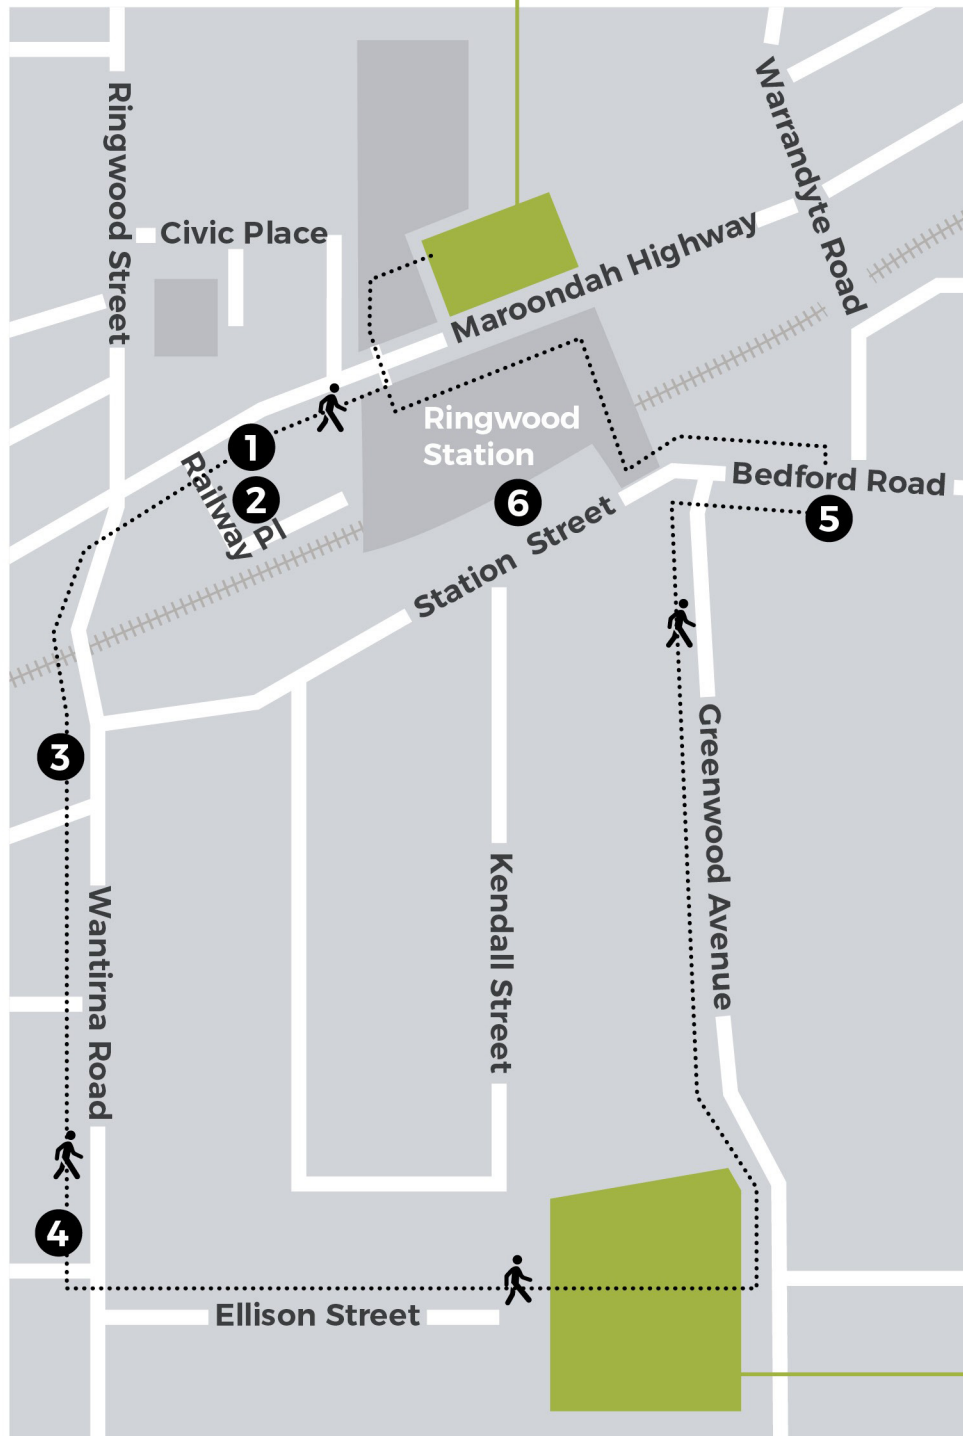 Ringwood Street
Warrandyte Road
Civic Place
Maroondah Highway
1
Ringwood
Station
Railway Pl
2
6
Bedford Road
5
Station Street
3
Greenwood Avenue
Kendall Street
Wantirna Road
4
Ellison Street